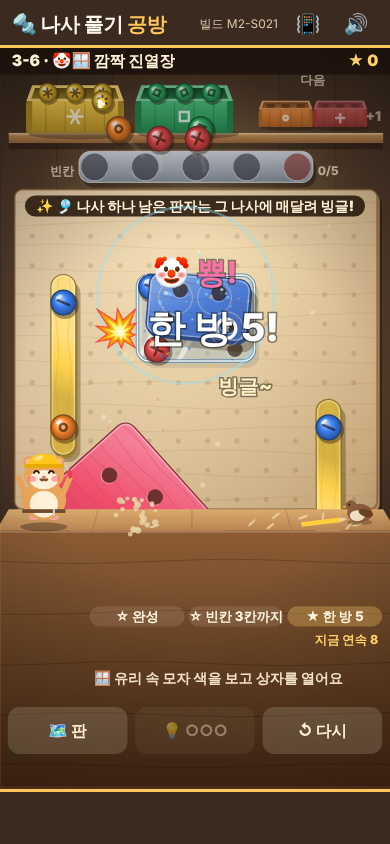 나사 풀기 공방
빌드 M2-S021
3-6 · 깜짝 진열장
★ 0
다음
+1
빈칸
0/5
나사 하나 남은 판자는 그 나사에 매달려 빙글!
뿅!
한 방 5!
빙글~
☆ 완성
☆ 빈칸 3칸까지
★ 한 방 5
지금 연속 8
유리 속 모자 색을 보고 상자를 열어요
판
다시